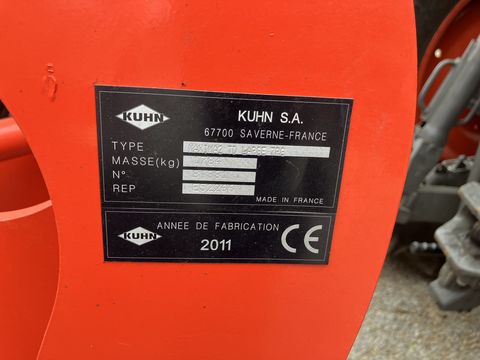 KUHN
KUHN S.A.
67700 SAVERNE-FRANCE
TYPE
MASSE(kg)
N°
REP
MADE IN FRANCE
KUHN
ANNEE DE FABRICATION
2011
CE